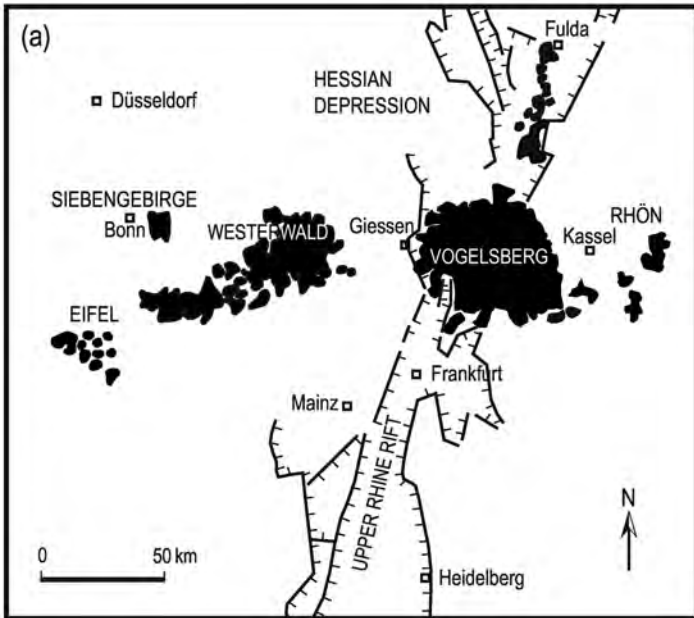 (a)
Fulda
HESSIAN
DEPRESSION
Düsseldorf
SIEBENGEBIRGE
Bonn
WESTERWALD
Giessen
VOGELSBERG
RHÖN
Kassel
EIFEL
Frankfurt
Mainz
UPPER RHINE RIFT
N
0 50 km
Heidelberg